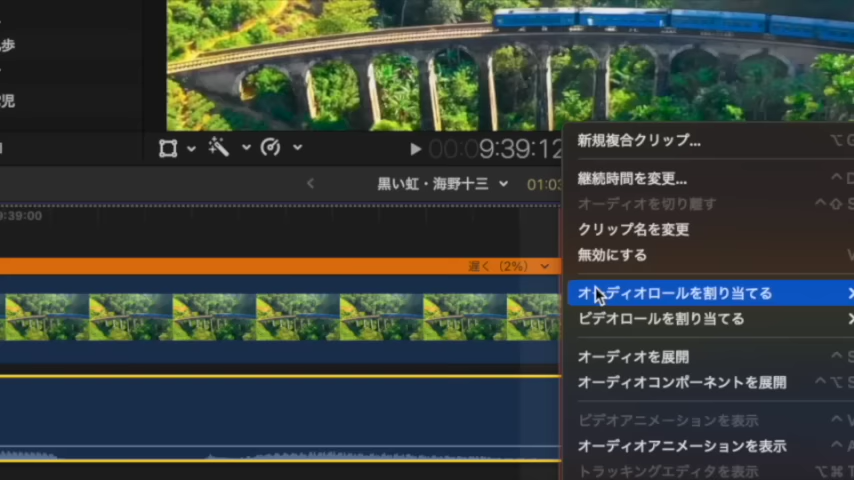 歩
児
00:09:39:12
黒い虹・海野十三
01:03
9:39:00
遅く (2%)
新規複合クリップ...
⌥G
継続時間を変更...
^D
オーディオを切り離す
^⇧S
クリップ名を変更
無効にする
V
オーディオロールを割り当てる
ビデオロールを割り当てる
オーディオを展開
^S
オーディオコンポーネントを展開
^⌥S
ビデオアニメーションを表示
^V
オーディオアニメーションを表示
^A
トラッキングエディタを表示
⌥⌘T